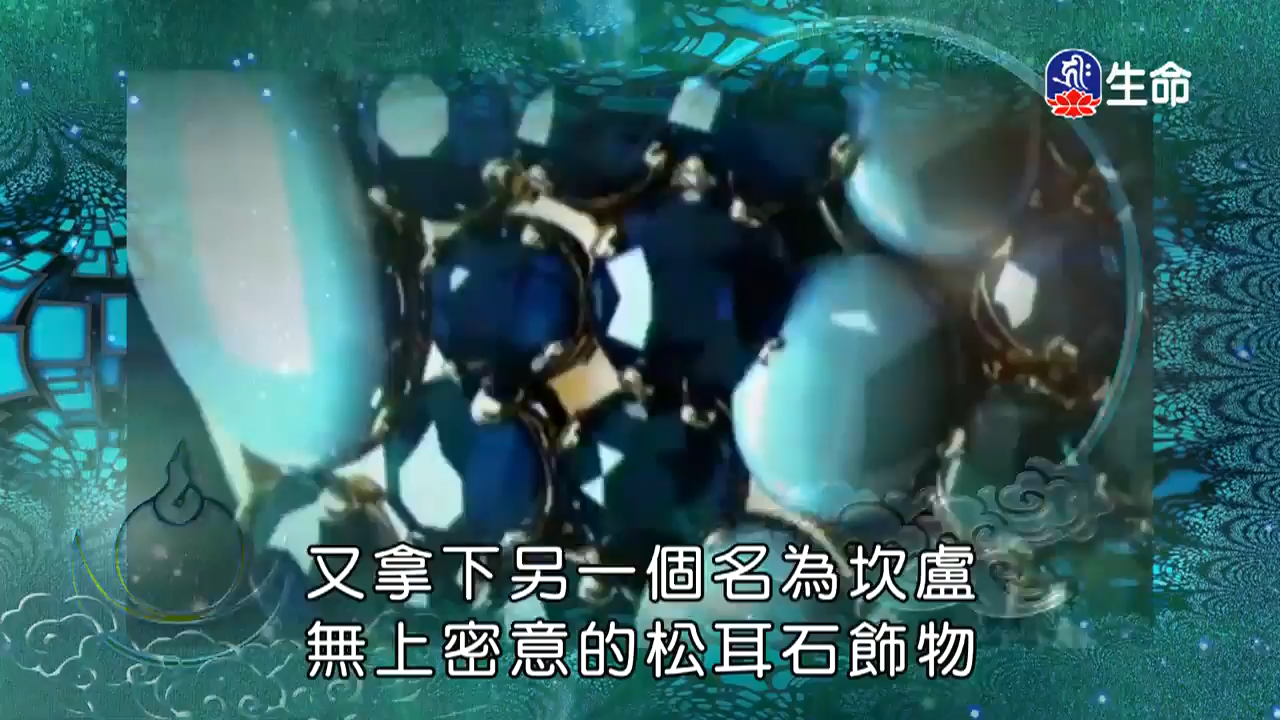 生命
又拿下另一個名為坎盧
無上密意的松耳石飾物